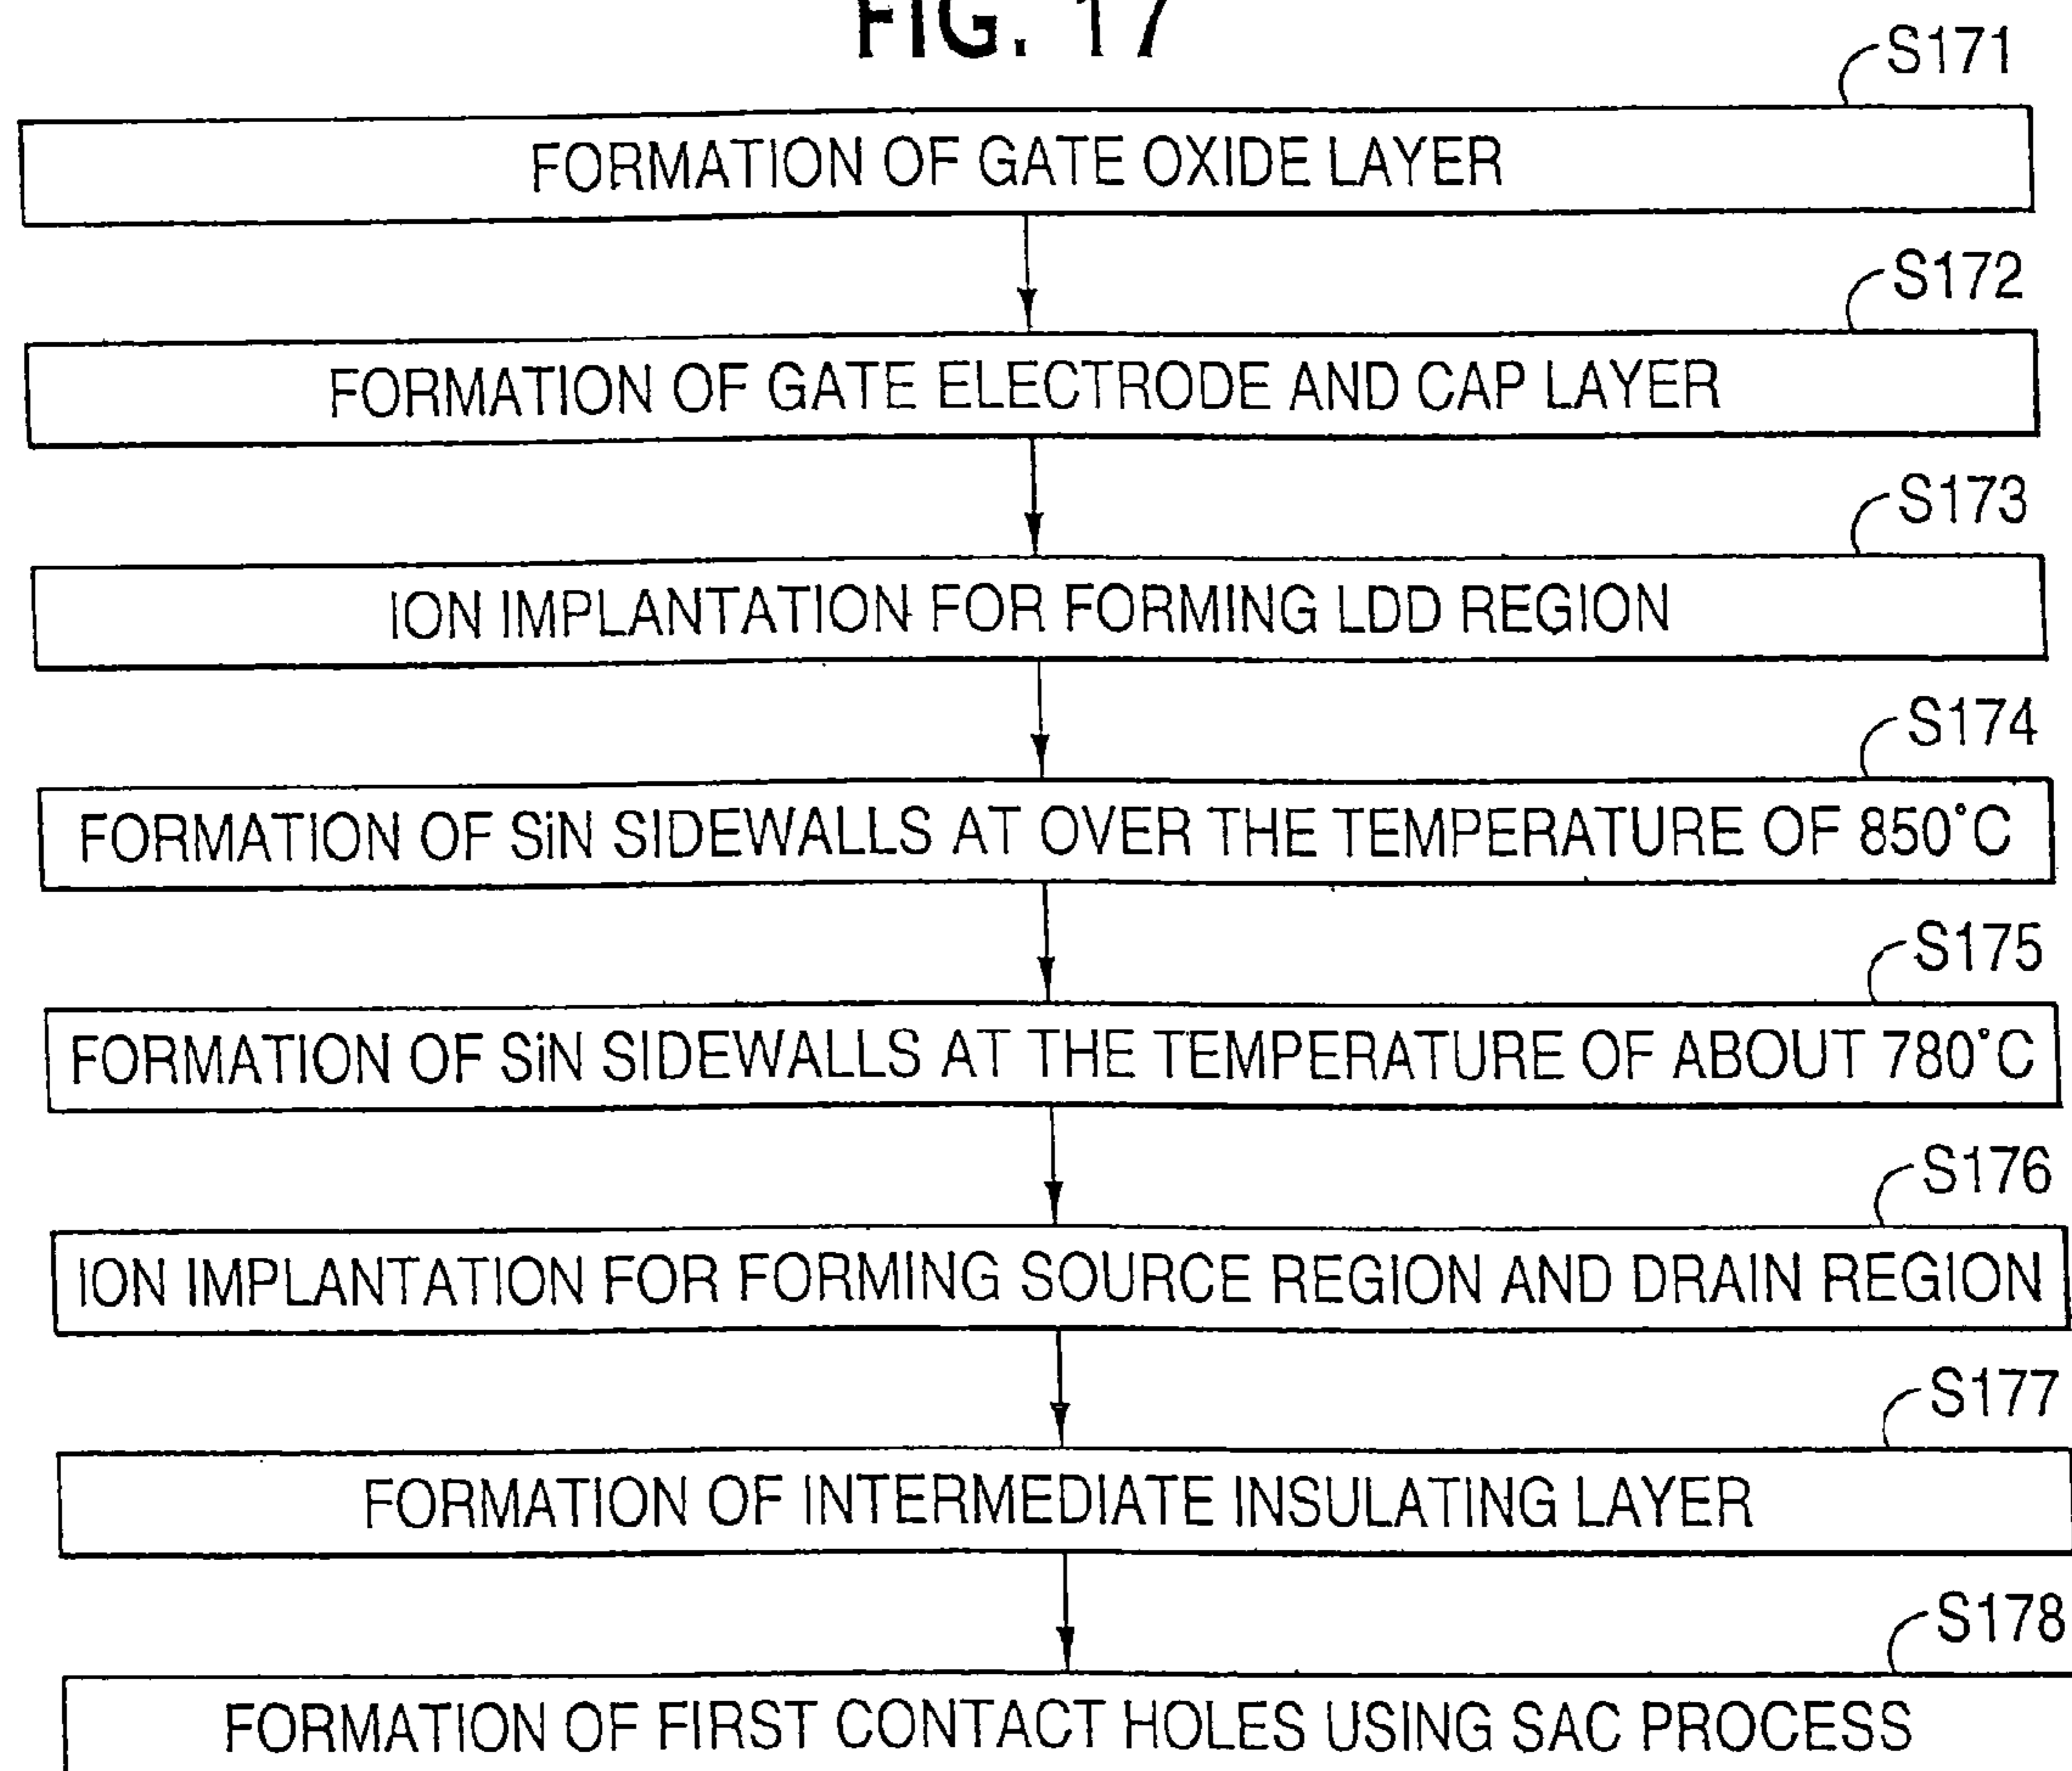 FIG. 17
S171
FORMATION OF GATE OXIDE LAYER
S172
FORMATION OF GATE ELECTRODE AND CAP LAYER
S173
ION IMPLANTATION FOR FORMING LDD REGION
S174
FORMATION OF SiN SIDEWALLS AT OVER THE TEMPERATURE OF 850°C
S175
FORMATION OF SiN SIDEWALLS AT THE TEMPERATURE OF ABOUT 780°C
S176
ION IMPLANTATION FOR FORMING SOURCE REGION AND DRAIN REGION
S177
FORMATION OF INTERMEDIATE INSULATING LAYER
S178
FORMATION OF FIRST CONTACT HOLES USING SAC PROCESS